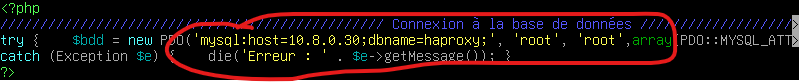 <?php
/////////////////////////////////////////////////// Connexion à la base de données ///////////////////////
try {    $bdd = new PDO('mysql:host=10.8.0.30;dbname=haproxy;', 'root', 'root',array(PDO::MYSQL_ATT
catch (Exception $e) {    die('Erreur : ' . $e->getMessage()); }
?>